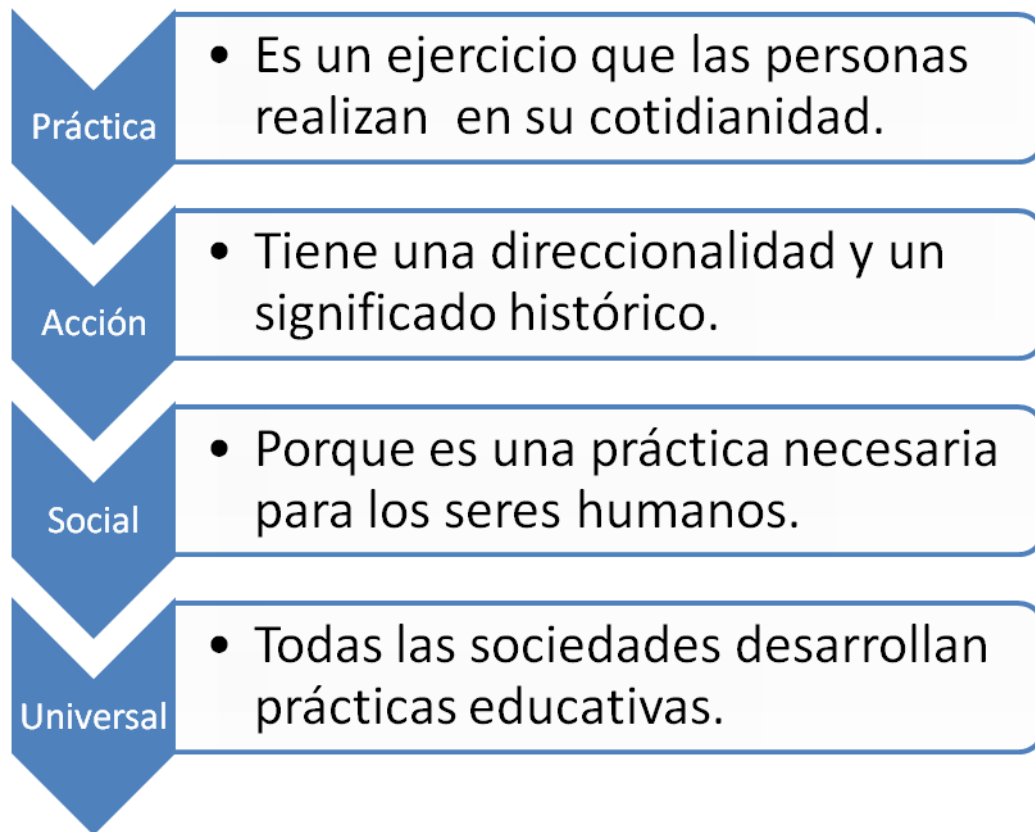 Práctica
• Es un ejercicio que las personas
realizan en su cotidianidad.
Acción
• Tiene una direccionalidad y un
significado histórico.
Social
• Porque es una práctica necesaria
para los seres humanos.
Universal
• Todas las sociedades desarrollan
prácticas educativas.